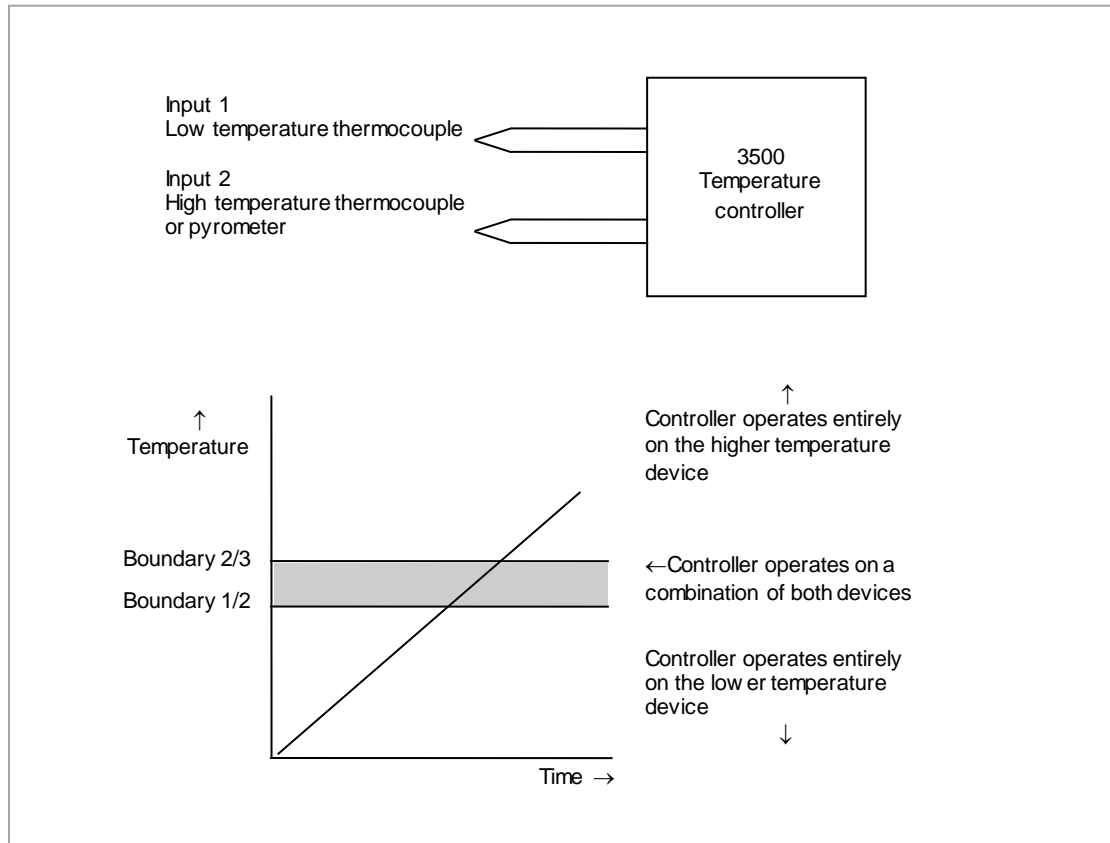 Input 1
Low temperature thermocouple
Input 2
High temperature thermocouple
or pyrometer
3500
Temperature
controller
↑
Temperature
Boundary 2/3
Boundary 1/2
Time →
↑
Controller operates entirely
on the higher temperature
device
←Controller operates on a
combination of both devices
Controller operates entirely
on the lower temperature
device
↓